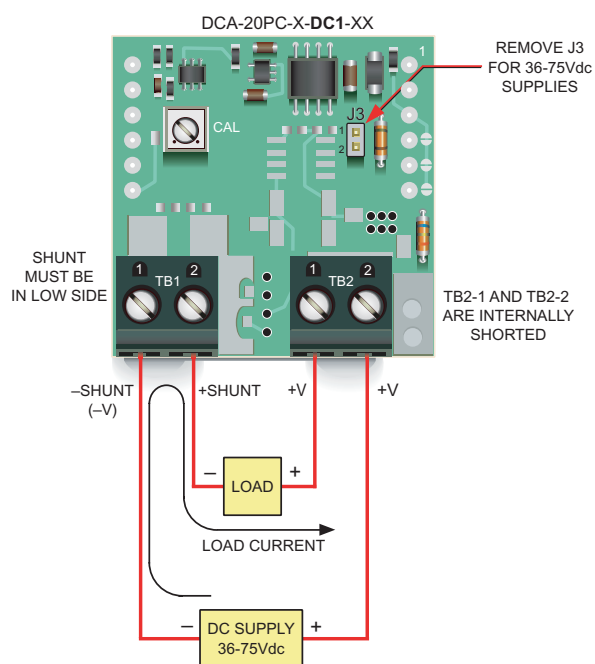 DCA-20PC-X-DC1-XX
REMOVE J3
FOR 36-75Vdc
SUPPLIES
1
J3
1
2
CAL
SHUNT
MUST BE
IN LOW SIDE
1 2
TB1
1 2
TB2
TB2-1 AND TB2-2
ARE INTERNALLY
SHORTED
–SHUNT
(–V)
+SHUNT
+V
+V
– LOAD +
LOAD CURRENT
– DC SUPPLY +
36-75Vdc